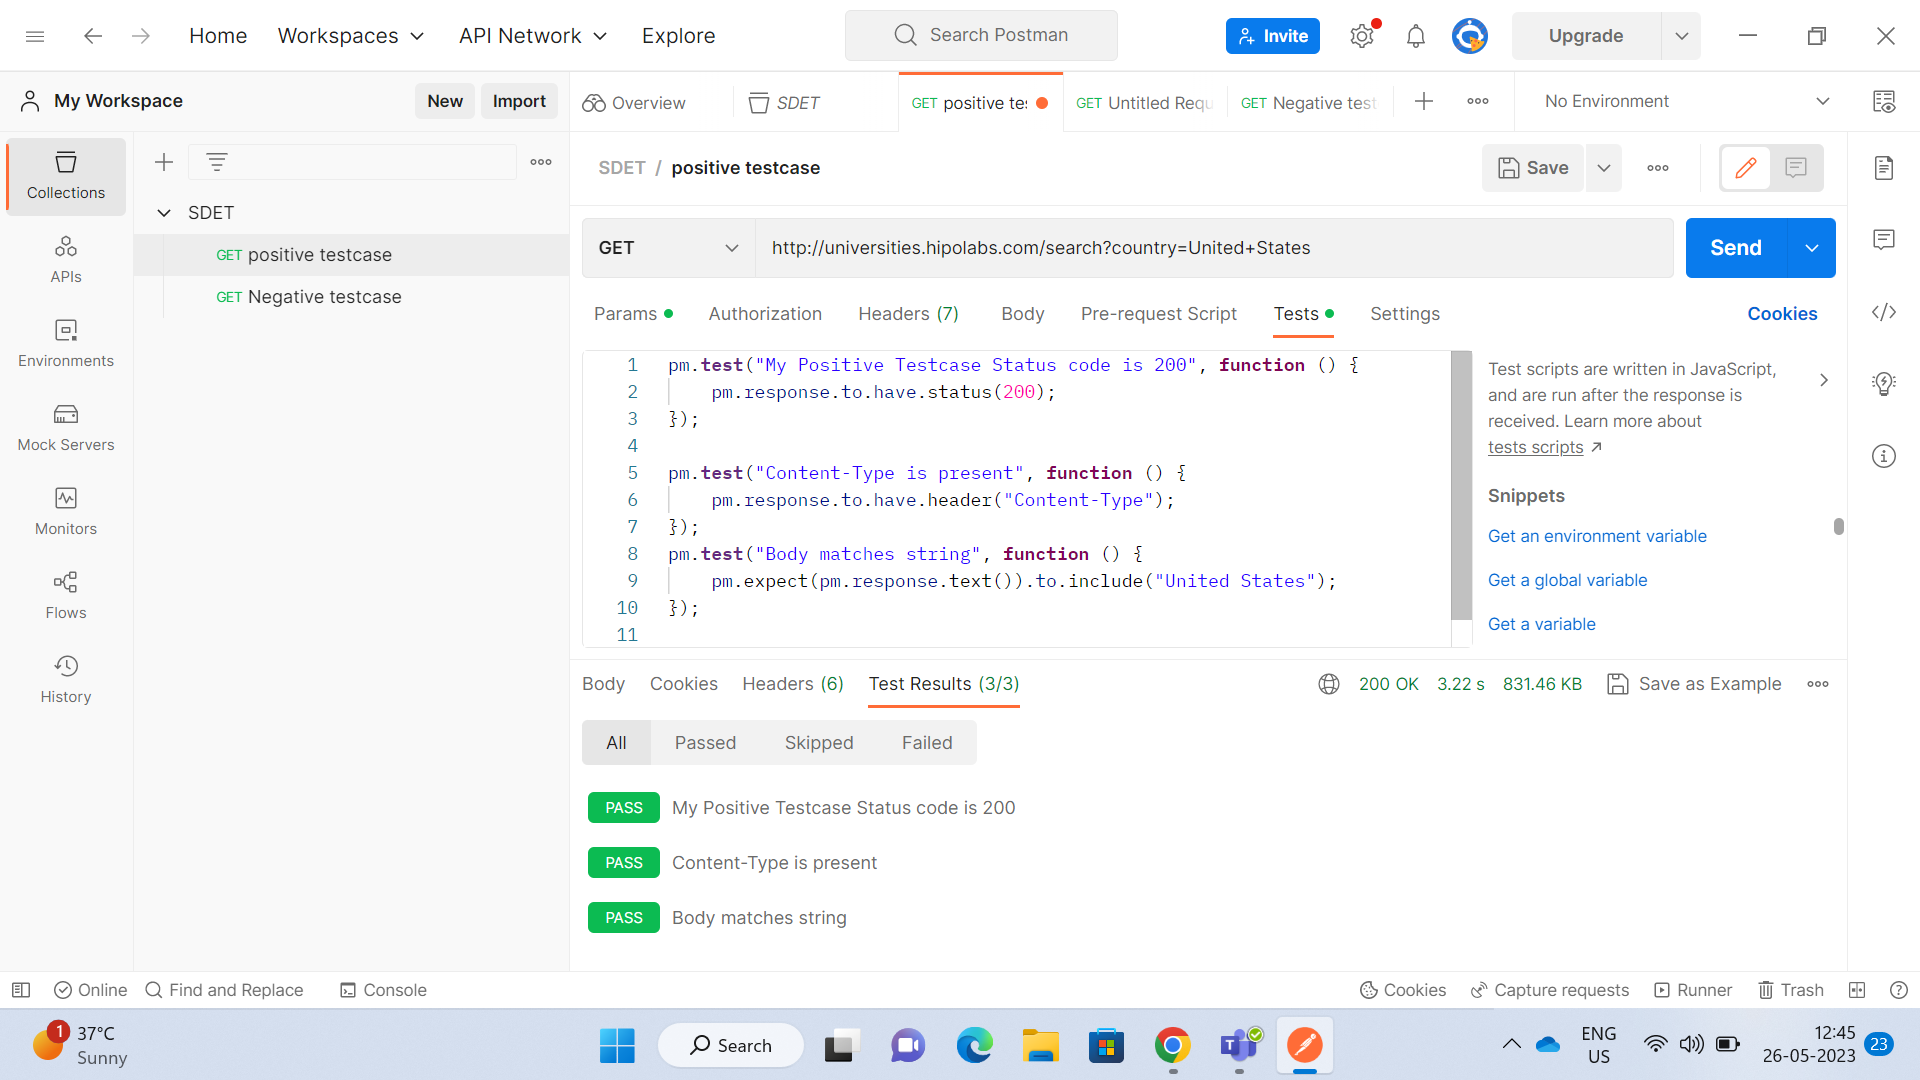 Home
Workspaces
API Network
Explore
Search Postman
Invite
Upgrade
My Workspace
New
Import
Overview
SDET
GET positive tes
GET Untitled Requ
GET Negative test
No Environment
Collections
APIs
Environments
Mock Servers
Monitors
Flows
History
SDET
GET positive testcase
GET Negative testcase
SDET / positive testcase
Save
GET
http://universities.hipolabs.com/search?country=United+States
Send
Params
Authorization
Headers (7)
Body
Pre-request Script
Tests
Settings
Cookies
1 pm.test("My Positive Testcase Status code is 200", function () {
2 pm.response.to.have.status(200);
3 });
4
5 pm.test("Content-Type is present", function () {
6 pm.response.to.have.header("Content-Type");
7 });
8 pm.test("Body matches string", function () {
9 pm.expect(pm.response.text()).to.include("United States");
10 });
11
Test scripts are written in JavaScript,
and are run after the response is
received. Learn more about
tests scripts ↗
Snippets
Get an environment variable
Get a global variable
Get a variable
Body
Cookies
Headers (6)
Test Results (3/3)
200 OK
3.22 s
831.46 KB
Save as Example
All
Passed
Skipped
Failed
PASS My Positive Testcase Status code is 200
PASS Content-Type is present
PASS Body matches string
Online
Find and Replace
Console
Cookies
Capture requests
Runner
Trash
1
37°C
Sunny
Search
ENG
US
12:45
26-05-2023
23